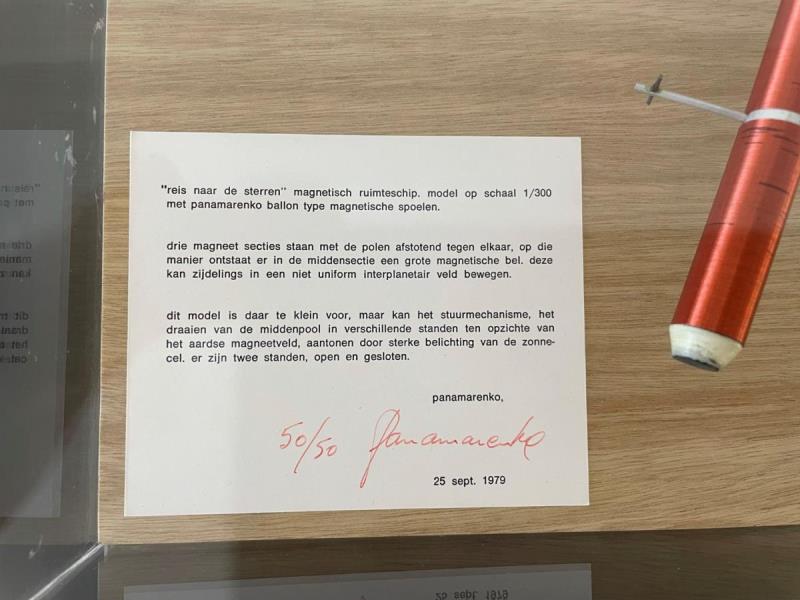 "reis naar de sterren" magnetisch ruimteschip. model op schaal 1/300
met panamarenko ballon type magnetische spoelen.
drie magneet secties staan met de polen afstotend tegen elkaar, op die
manier ontstaat er in de middensectie een grote magnetische bel. deze
kan zijdelings in een niet uniform interplanetair veld bewegen.
dit model is daar te klein voor, maar kan het stuurmechanisme, het
draaien van de middenpool in verschillende standen ten opzichte van
het aardse magneetveld, aantonen door sterke belichting van de zonne-
cel. er zijn twee standen, open en gesloten.
panamarenko,
50/50 Panamarenko
25 sept. 1979